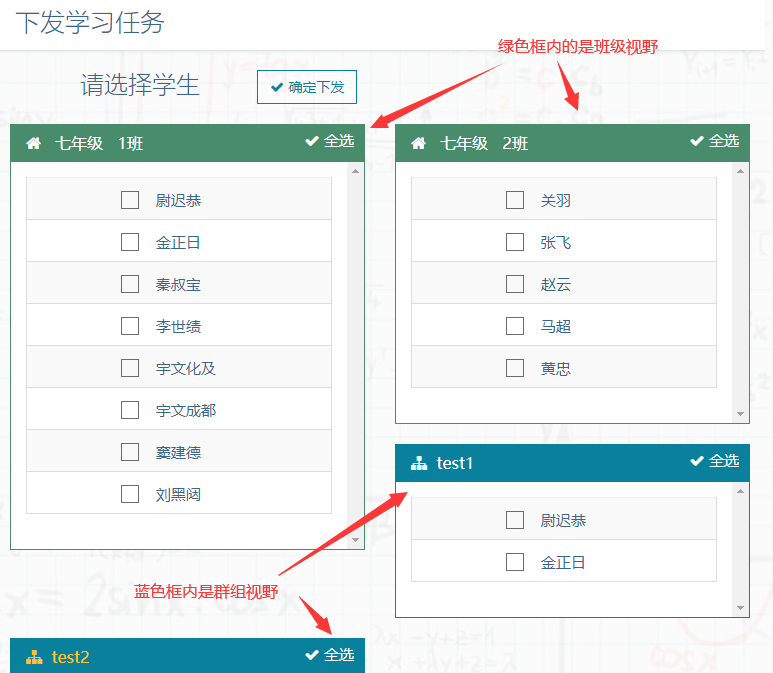 下发学习任务
绿色框内的是班级视野
请选择学生
确定下发
七年级 1班
全选
尉迟恭
金正日
秦叔宝
李世绩
宇文化及
宇文成都
窦建德
刘黑闼
七年级 2班
全选
关羽
张飞
赵云
马超
黄忠
test1
全选
尉迟恭
金正日
蓝色框内是群组视野
test2
全选